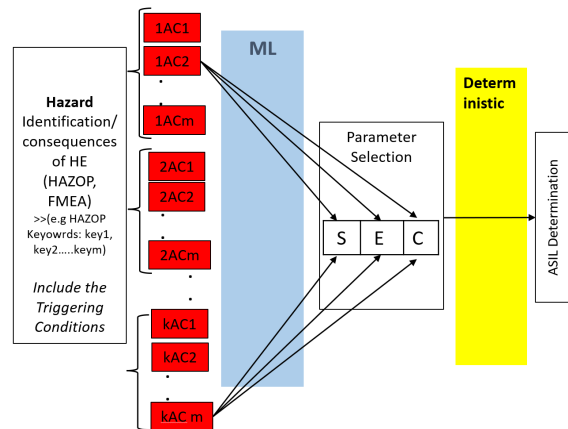 Hazard
Identification/
consequences
of HE
(HAZOP,
FMEA)
>>(e.g HAZOP
Keyowrds: key1,
key2.....keym)
Include the
Triggering
Conditions
1AC1
1AC2
1ACm
2AC1
2AC2
2ACm
kAC1
kAC2
kAC m
ML
Parameter
Selection
S E C
Determ
inistic
ASIL Determination